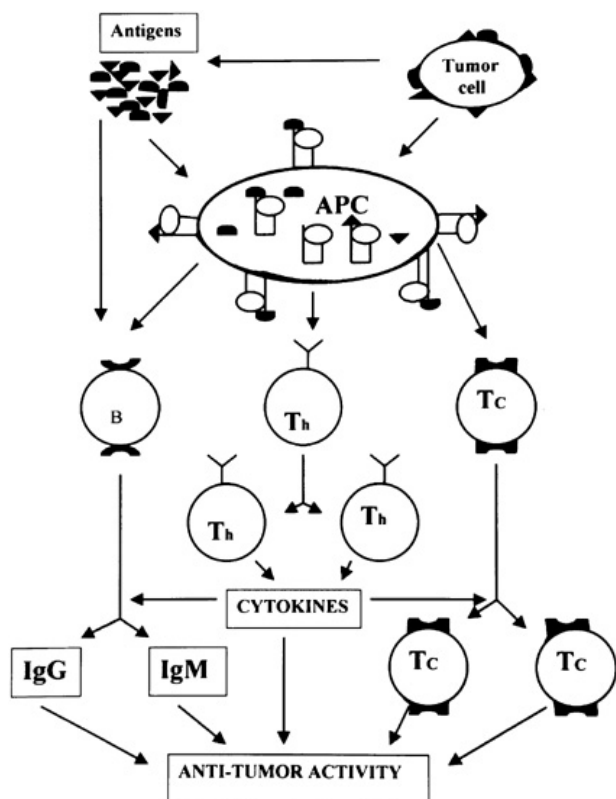 Antigens
Tumor
cell
APC
B
Th
Tc
Th
Th
CYTOKINES
IgG
IgM
Tc
Tc
ANTI-TUMOR ACTIVITY